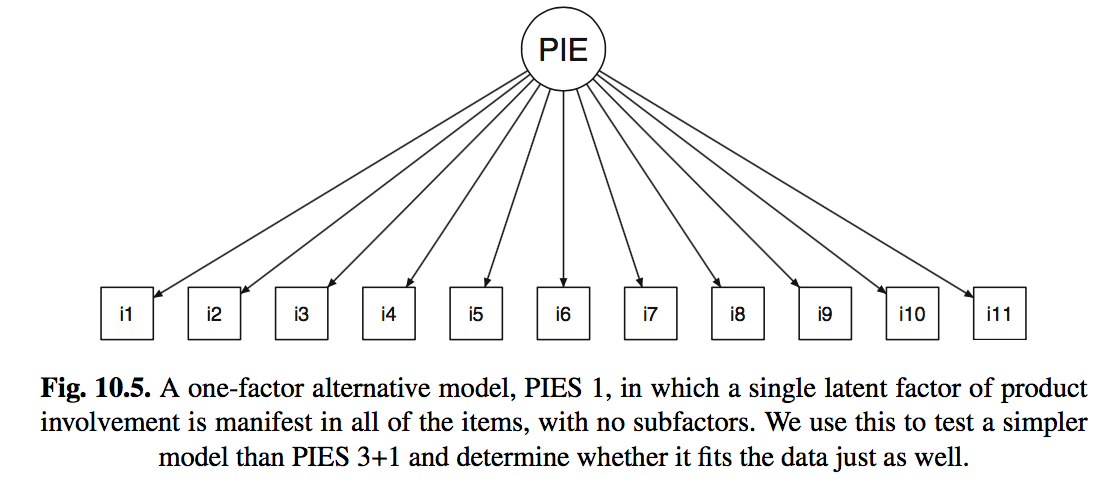 PIE
i1 i2 i3 i4 i5 i6 i7 i8 i9 i10 i11
Fig. 10.5. A one-factor alternative model, PIES 1, in which a single latent factor of product
involvement is manifest in all of the items, with no subfactors. We use this to test a simpler
model than PIES 3+1 and determine whether it fits the data just as well.